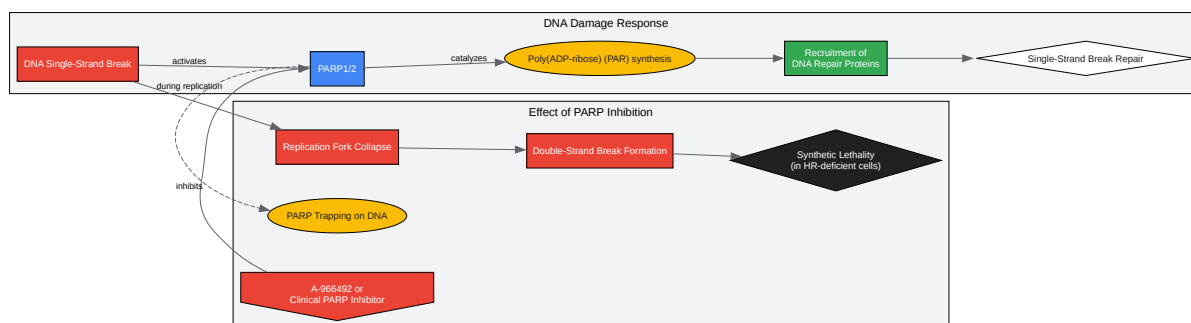 DNA Damage Response
DNA Single-Strand Break
activates
PARP1/2
catalyzes
Poly(ADP-ribose) (PAR) synthesis
Recruitment of
DNA Repair Proteins
Single-Strand Break Repair
during replication
Effect of PARP Inhibition
Replication Fork Collapse
Double-Strand Break Formation
Synthetic Lethality
(in HR-deficient cells)
inhibits
PARP Trapping on DNA
A-966492 or
Clinical PARP Inhibitor